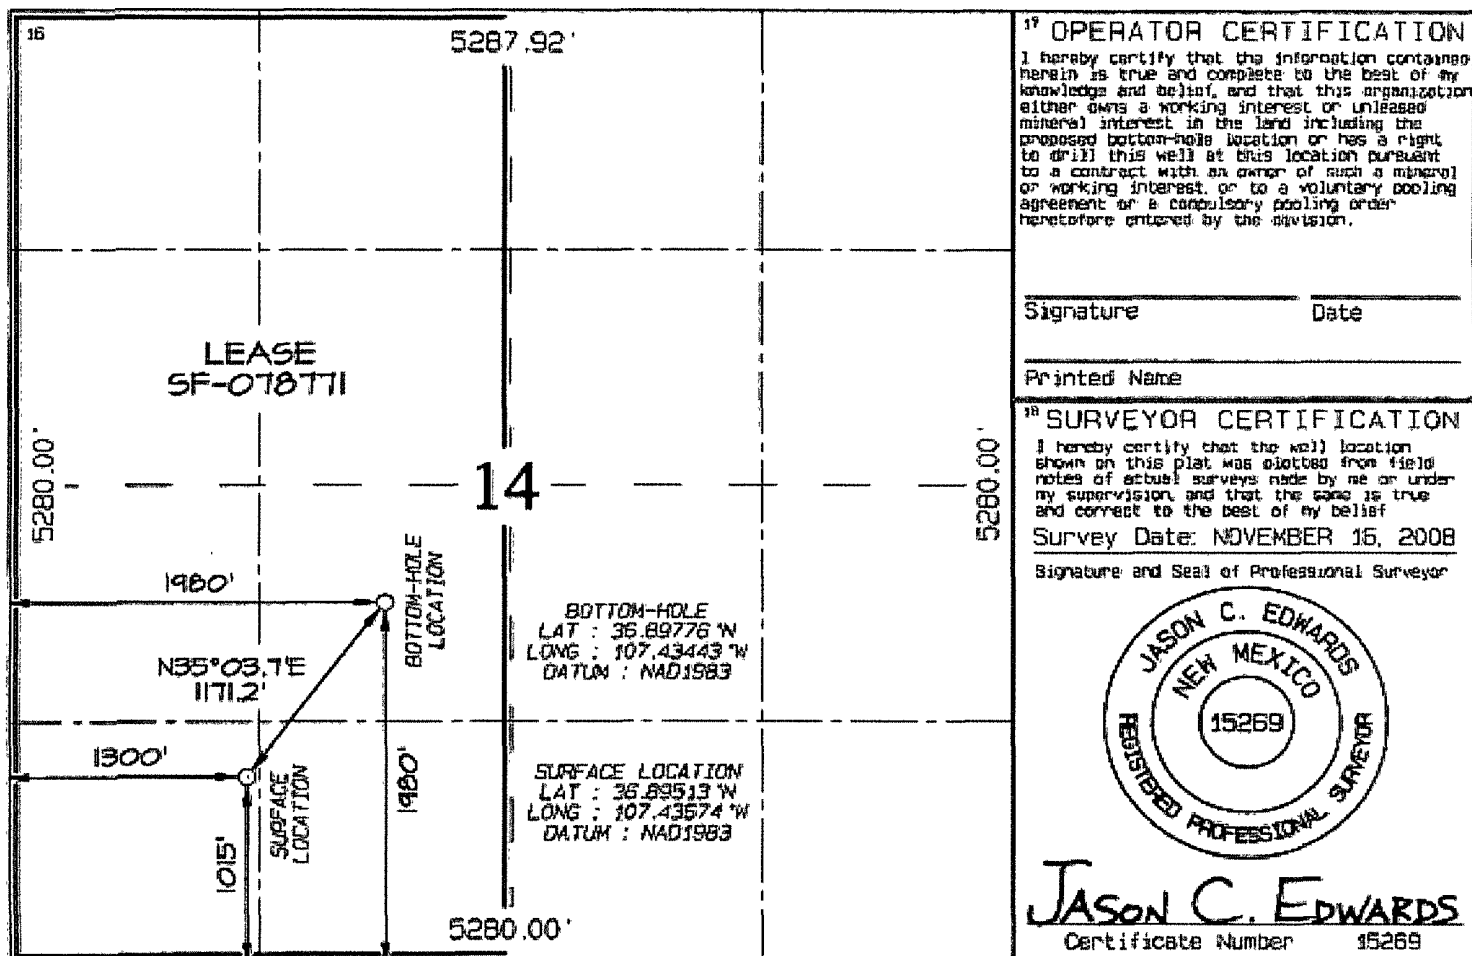 16
5287.92'
LEASE
SF-078771
5280.00'
14
5280.00'
1980'
BOTTOM-HOLE
LOCATION
BOTTOM-HOLE
LAT : 36.89776 °N
LONG : 107.43443 °W
DATUM : NAD1983
N35°03.7'E
1171.2'
1300'
SURFACE
LOCATION
1980'
SURFACE LOCATION
LAT : 36.89513 °N
LONG : 107.43674 °W
DATUM : NAD1983
1015'
5280.00'
17 OPERATOR CERTIFICATION
I hereby certify that the information contained
herein is true and complete to the best of my
knowledge and belief, and that this organization
either owns a working interest or unleased
mineral interest in the land including the
proposed bottom-hole location or has a right
to drill this well at this location pursuant
to a contract with an owner of such a mineral
or working interest, or to a voluntary pooling
agreement or a compulsory pooling order
heretofore entered by the division.
Signature Date
Printed Name
18 SURVEYOR CERTIFICATION
I hereby certify that the well location
shown on this plat was plotted from field
notes of actual surveys made by me or under
my supervision, and that the same is true
and correct to the best of my belief
Survey Date: NOVEMBER 16, 2008
Signature and Seal of Professional Surveyor
JASON C. EDWARDS
NEW MEXICO
15269
REGISTERED PROFESSIONAL SURVEYOR
JASON C. EDWARDS
Certificate Number 15269